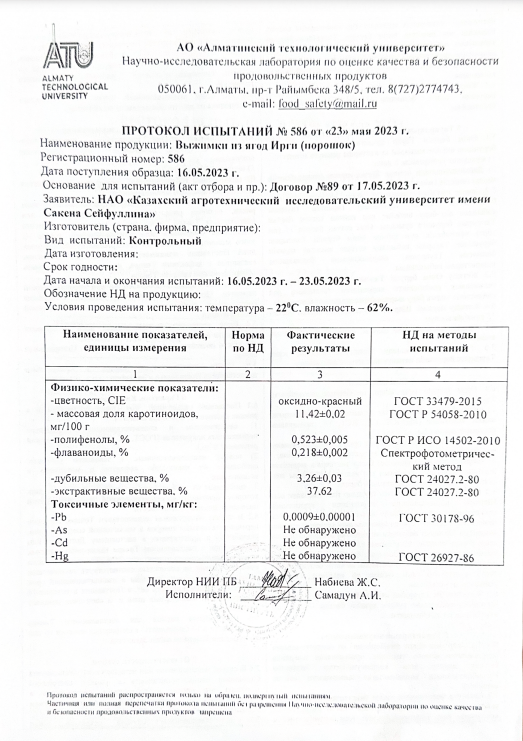 ATU
ALMATY
TECHNOLOGICAL
UNIVERSITY
АО «Алматинский технологический университет»
Научно-исследовательская лаборатория по оценке качества и безопасности
продовольственных продуктов
050061, г.Алматы, пр-т Райымбека 348/5, тел. 8(727)2774743,
e-mail: food_safety@mail.ru
ПРОТОКОЛ ИСПЫТАНИЙ № 586 от «23» мая 2023 г.
Наименование продукции: Выжимки из ягод Ирги (порошок)
Регистрационный номер: 586
Дата поступления образца: 16.05.2023 г.
Основание для испытаний (акт отбора и пр.): Договор №89 от 17.05.2023 г.
Заявитель: НАО «Казахский агротехнический исследовательский университет имени
Сакена Сейфуллина»
Изготовитель (страна, фирма, предприятие):
Вид испытаний: Контрольный
Дата изготовления:
Срок годности:
Дата начала и окончания испытаний: 16.05.2023 г. – 23.05.2023 г.
Обозначение НД на продукцию:
Условия проведения испытания: температура – 22⁰С, влажность – 62%.
Наименование показателей, единицы измерения Норма по НД Фактические результаты НД на методы испытаний
1 2 3 4
Физико-химические показатели:
-цветность, CIE оксидно-красный ГОСТ 33479-2015
- массовая доля каротиноидов, 11,42±0,02 ГОСТ Р 54058-2010
мг/100 г
-полифенолы, % 0,523±0,005 ГОСТ Р ИСО 14502-2010
-флаваноиды, % 0,218±0,002 Спектрофотометричес-
кий метод
-дубильные вещества, % 3,26±0,03 ГОСТ 24027.2-80
-экстрактивные вещества, % 37,62 ГОСТ 24027.2-80
Токсичные элементы, мг/кг:
-Pb 0,0009±0,00001 ГОСТ 30178-96
-As Не обнаружено
-Cd Не обнаружено
-Hg Не обнаружено ГОСТ 26927-86
Директор НИИ ПБ Набиева Ж.С.
Исполнители: Самадун А.И.
Протокол испытаний распространяется только на образец, подвергнутый испытаниям
Частичная или полная перепечатка протокола испытаний без разрешения Научно-исследовательской лаборатории по оценке качества
и безопасности продовольственных продуктов запрещена